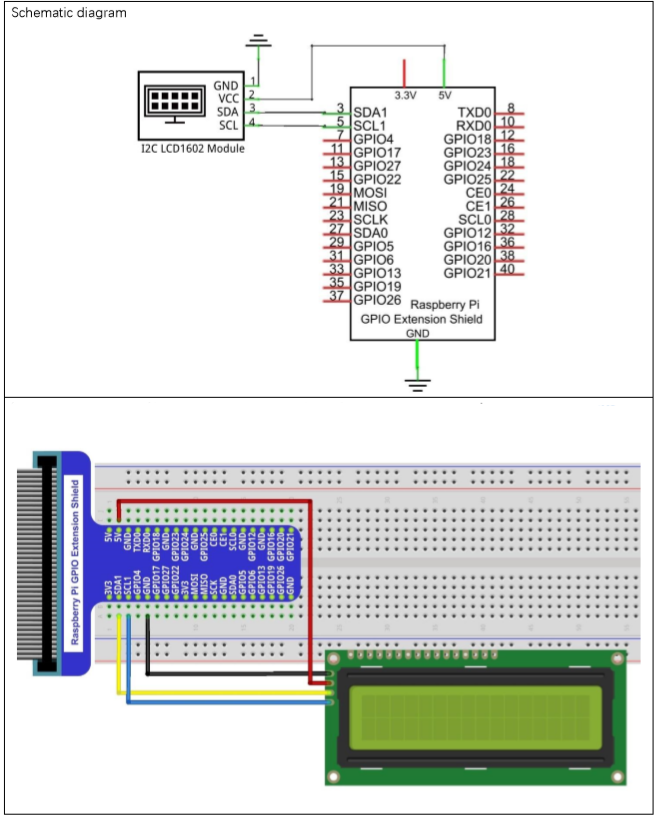 Schematic diagram
GND 1
VCC 2
SDA 3
SCL 4
I2C LCD1602 Module
3.3V 5V
3 SDA1 TXD0 8
5 SCL1 RXD0 10
7 GPIO4 GPIO18 12
11 GPIO17 GPIO23 16
13 GPIO27 GPIO24 18
15 GPIO22 GPIO25 22
19 MOSI CE0 24
21 MISO CE1 26
23 SCLK SCL0 28
27 SDA0 GPIO12 32
29 GPIO5 GPIO16 36
31 GPIO6 GPIO20 38
33 GPIO13 GPIO21 40
35 GPIO19
37 GPIO26
Raspberry Pi
GPIO Extension Shield
GND
Raspberry Pi GPIO Extension Shield
5V 5V GND TXD0 RXD0 GPIO18 GND GPIO23 GPIO24 GND GPIO25 CE0 CE1 SCL0 GND GPIO12 GND GPIO16 GPIO20 GPIO21
3V3 SDA1 SCL1 GPIO4 GND GPIO17 GPIO27 GPIO22 3V3 MOSI MISO SCK GND SDA0 GPIO5 GPIO6 GPIO13 GPIO19 GPIO26 GND